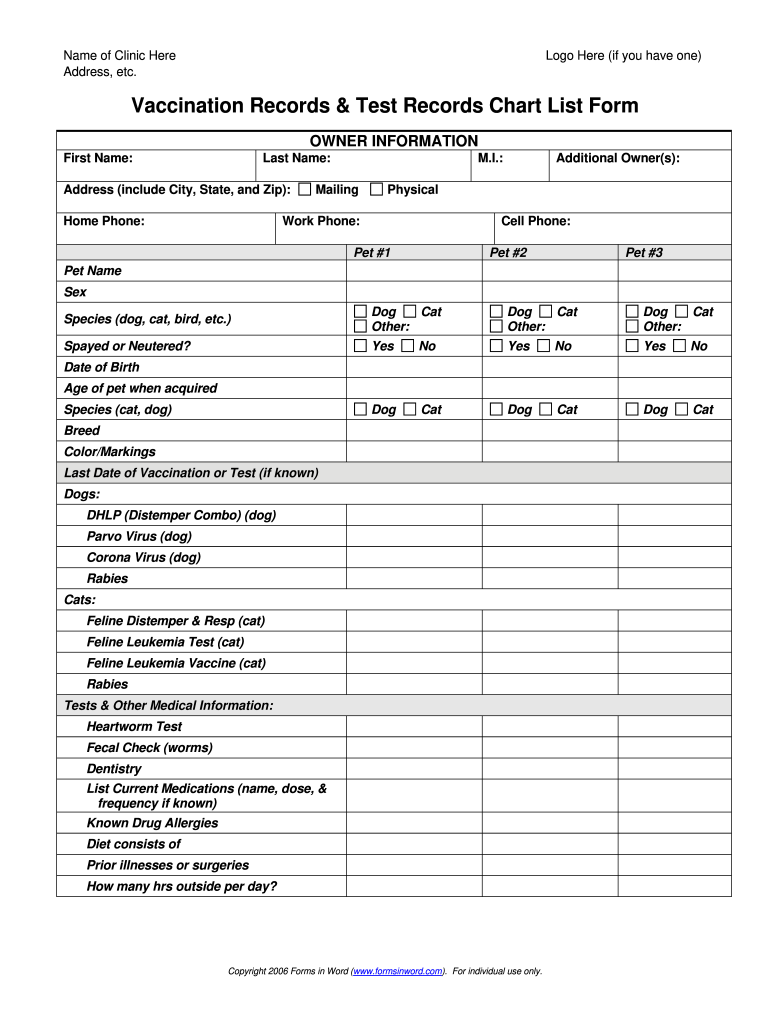 Name of Clinic Here
Logo Here (if you have one)
Address, etc.
Vaccination Records & Test Records Chart List Form
OWNER INFORMATION
First Name: Last Name: M.I.: Additional Owner(s):
Address (include City, State, and Zip): Mailing Physical
Home Phone: Work Phone: Cell Phone:
Pet #1 Pet #2 Pet #3
Pet Name
Sex
Species (dog, cat, bird, etc.) Dog Cat Dog Cat Dog Cat
Other: Other: Other:
Spayed or Neutered? Yes No Yes No Yes No
Date of Birth
Age of pet when acquired
Species (cat, dog) Dog Cat Dog Cat Dog Cat
Breed
Color/Markings
Last Date of Vaccination or Test (if known)
Dogs:
DHLP (Distemper Combo) (dog)
Parvo Virus (dog)
Corona Virus (dog)
Rabies
Cats:
Feline Distemper & Resp (cat)
Feline Leukemia Test (cat)
Feline Leukemia Vaccine (cat)
Rabies
Tests & Other Medical Information:
Heartworm Test
Fecal Check (worms)
Dentistry
List Current Medications (name, dose, &
frequency if known)
Known Drug Allergies
Diet consists of
Prior illnesses or surgeries
How many hrs outside per day?
Copyright 2006 Forms in Word (www.formsinword.com). For individual use only.